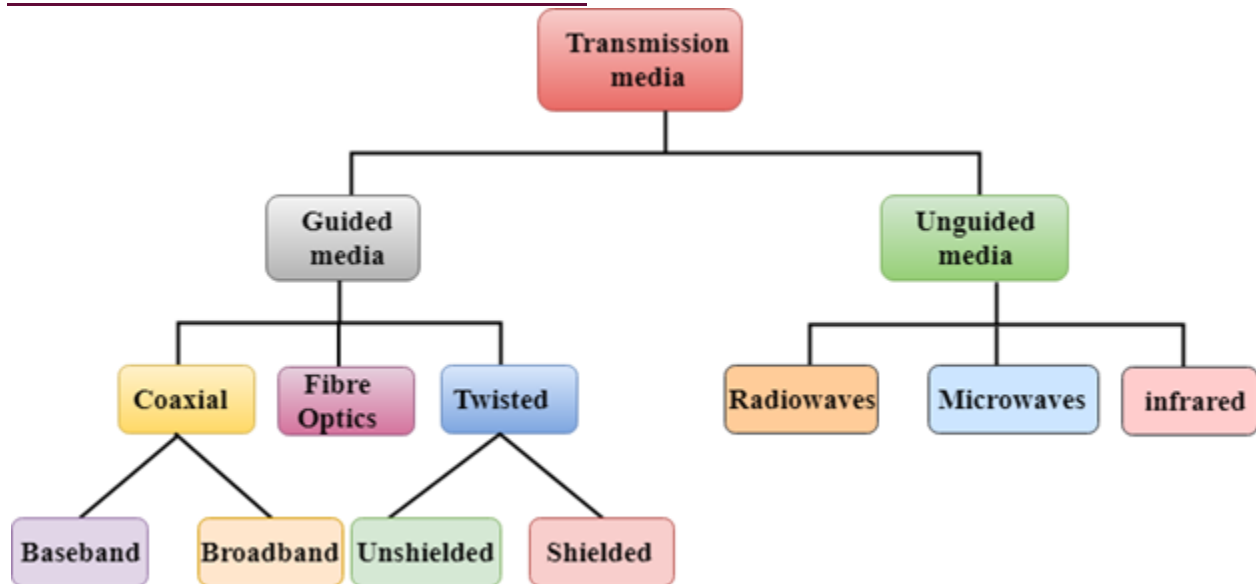 Transmission
media
Guided
media
Unguided
media
Coaxial
Fibre
Optics
Twisted
Radiowaves
Microwaves
infrared
Baseband
Broadband
Unshielded
Shielded